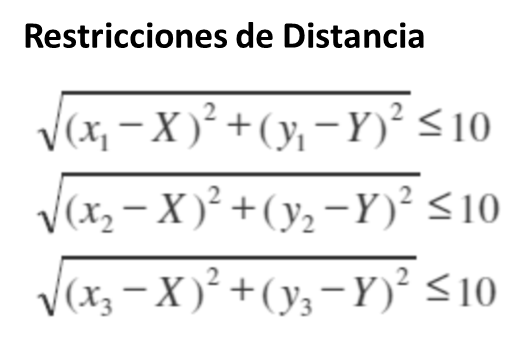 Restricciones de Distancia
√(x₁ − X)² + (y₁ − Y)² ≤ 10
√(x₂ − X)² + (y₂ − Y)² ≤ 10
√(x₃ − X)² + (y₃ − Y)² ≤ 10